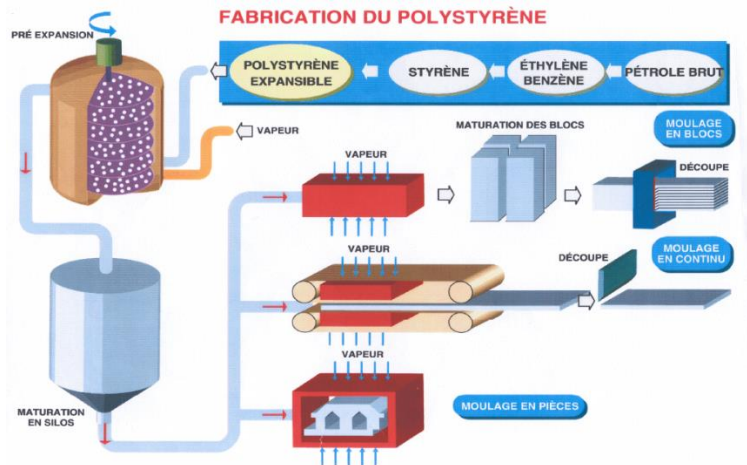 FABRICATION DU POLYSTYRÈNE
PRÉ EXPANSION
POLYSTYRÈNE
EXPANSIBLE
STYRÈNE
ÉTHYLÈNE
BENZÈNE
PÉTROLE BRUT
VAPEUR
MATURATION DES BLOCS
MOULAGE
EN BLOCS
VAPEUR
DÉCOUPE
VAPEUR
DÉCOUPE
MOULAGE
EN CONTINU
VAPEUR
MATURATION
EN SILOS
MOULAGE EN PIÈCES